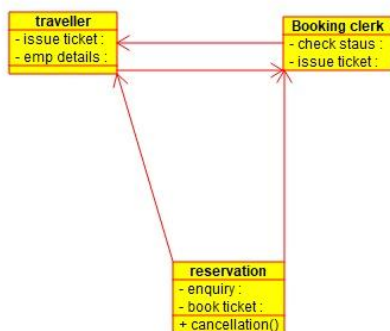 traveller
- issue ticket :
- emp details :
Booking clerk
- check staus :
- issue ticket :
reservation
- enquiry :
- book ticket :
+ cancellation()